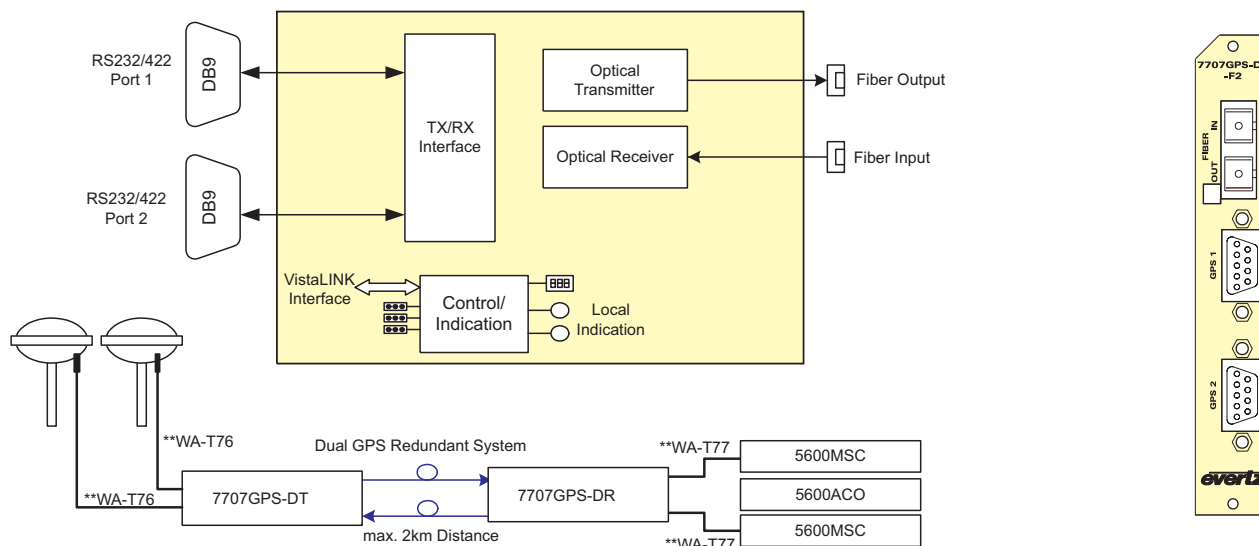 RS232/422
Port 1
DB9
TX/RX
Interface
Optical
Transmitter
Fiber Output
Optical Receiver
Fiber Input
RS232/422
Port 2
DB9
VistaLINK
Interface
Control/
Indication
Local
Indication
**WA-T76
**WA-T76
7707GPS-DT
Dual GPS Redundant System
max. 2km Distance
7707GPS-DR
**WA-T77
**WA-T77
5600MSC
5600ACO
5600MSC
7707GPS-D
-F2
FIBER
IN
OUT
GPS 1
GPS 2
evertz